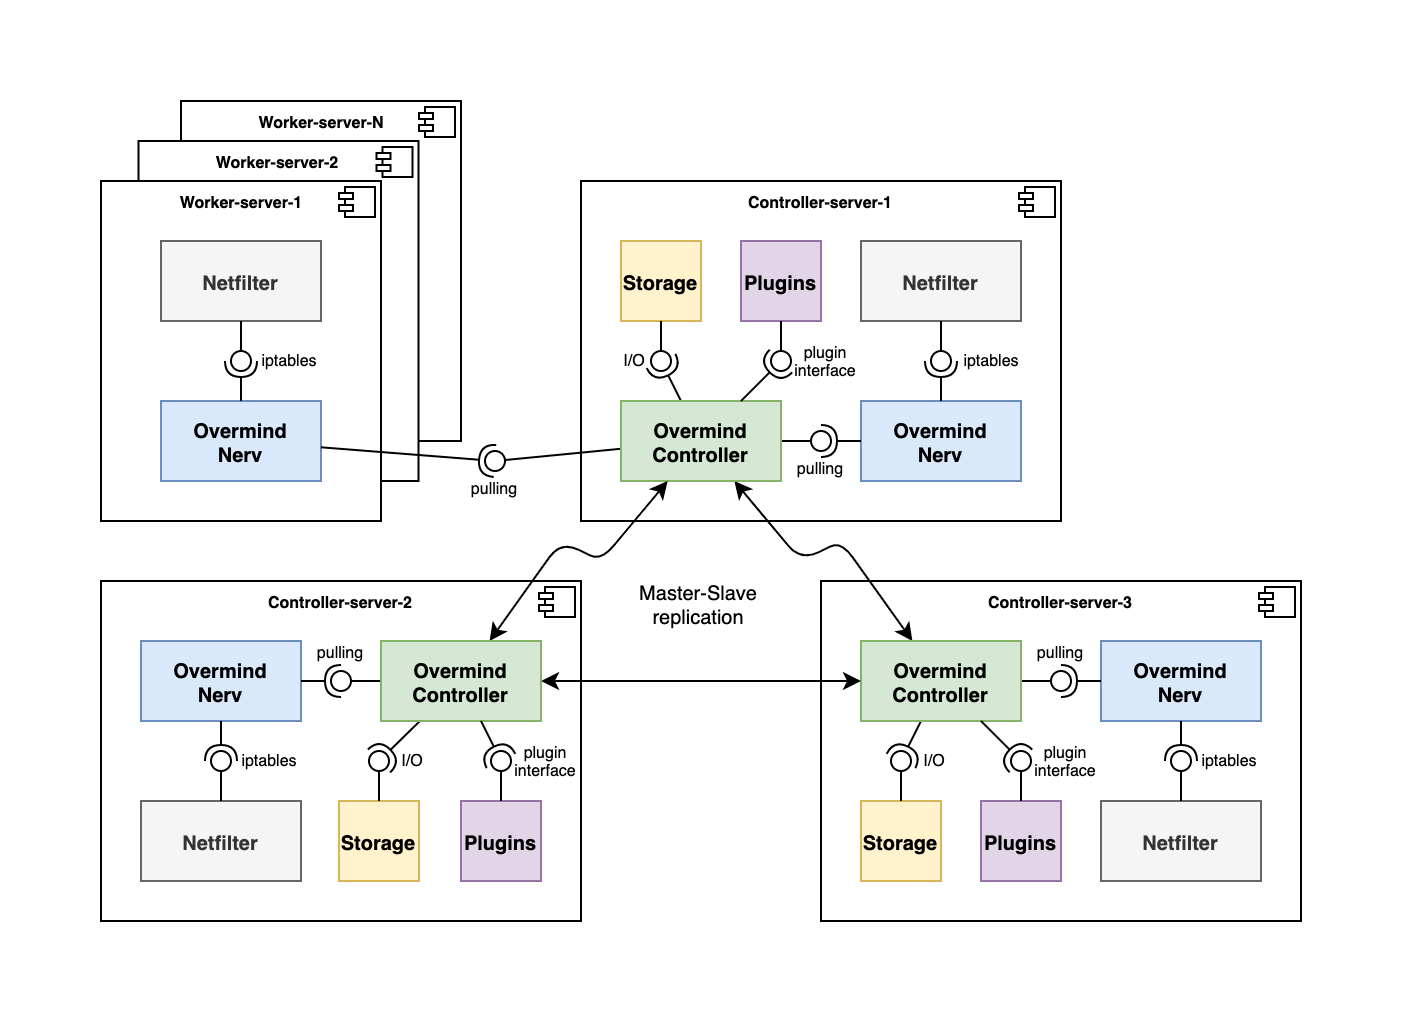 Worker-server-N
Worker-server-2
Worker-server-1
Netfilter
iptables
Overmind
Nerv
pulling
Controller-server-1
Storage
Plugins
Netfilter
I/O
plugin
interface
iptables
Overmind
Controller
pulling
Overmind
Nerv
Master-Slave
replication
Controller-server-2
Overmind
Nerv
pulling
Overmind
Controller
iptables
I/O
plugin
interface
Netfilter
Storage
Plugins
Controller-server-3
Overmind
Controller
pulling
Overmind
Nerv
I/O
plugin
interface
iptables
Storage
Plugins
Netfilter